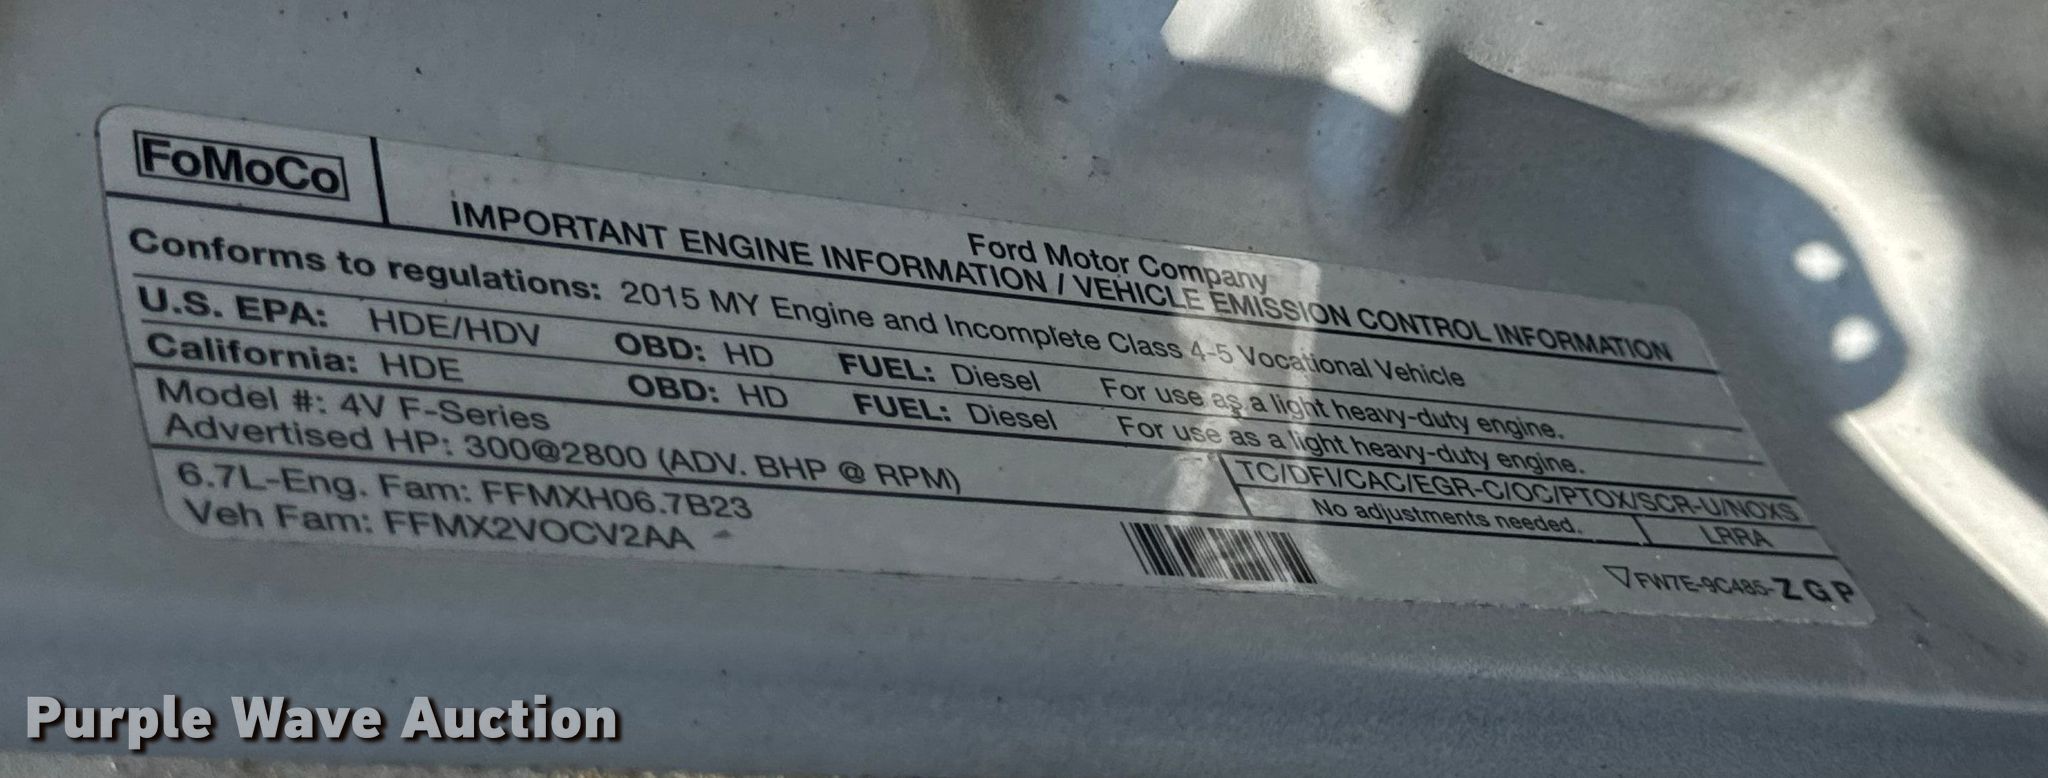 FoMoCo
Ford Motor Company
IMPORTANT ENGINE INFORMATION / VEHICLE EMISSION CONTROL INFORMATION
Conforms to regulations: 2015 MY Engine and Incomplete Class 4-5 Vocational Vehicle
U.S. EPA: HDE/HDV OBD: HD FUEL: Diesel For use as a light heavy-duty engine.
California: HDE OBD: HD FUEL: Diesel For use as a light heavy-duty engine.
Model #: 4V F-Series
Advertised HP: 300@2800 (ADV. BHP @ RPM)
TC/DFI/CAC/EGR-C/OC/PTOX/SCR-U/NOXS
6.7L-Eng. Fam: FFMXH06.7B23
No adjustments needed. LRRA
Veh Fam: FFMX2VOCV2AA
FW7E-9C485-ZGP
Purple Wave Auction